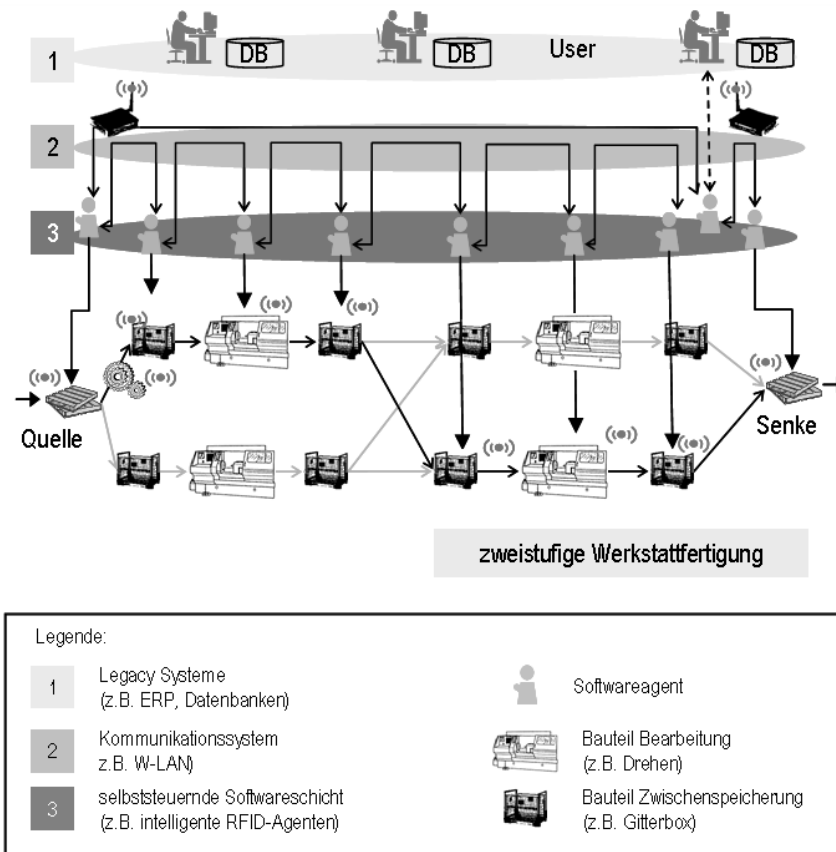 User
DB
DB
DB
1
2
3
Quelle
Senke
zweistufige Werkstattfertigung
Legende:
1
Legacy Systeme
(z.B. ERP, Datenbanken)
Softwareagent
2
Kommunikationssystem
z.B. W-LAN)
Bauteil Bearbeitung
(z.B. Drehen)
3
selbststeuernde Softwareschicht
(z.B. intelligente RFID-Agenten)
Bauteil Zwischenspeicherung
(z.B. Gitterbox)